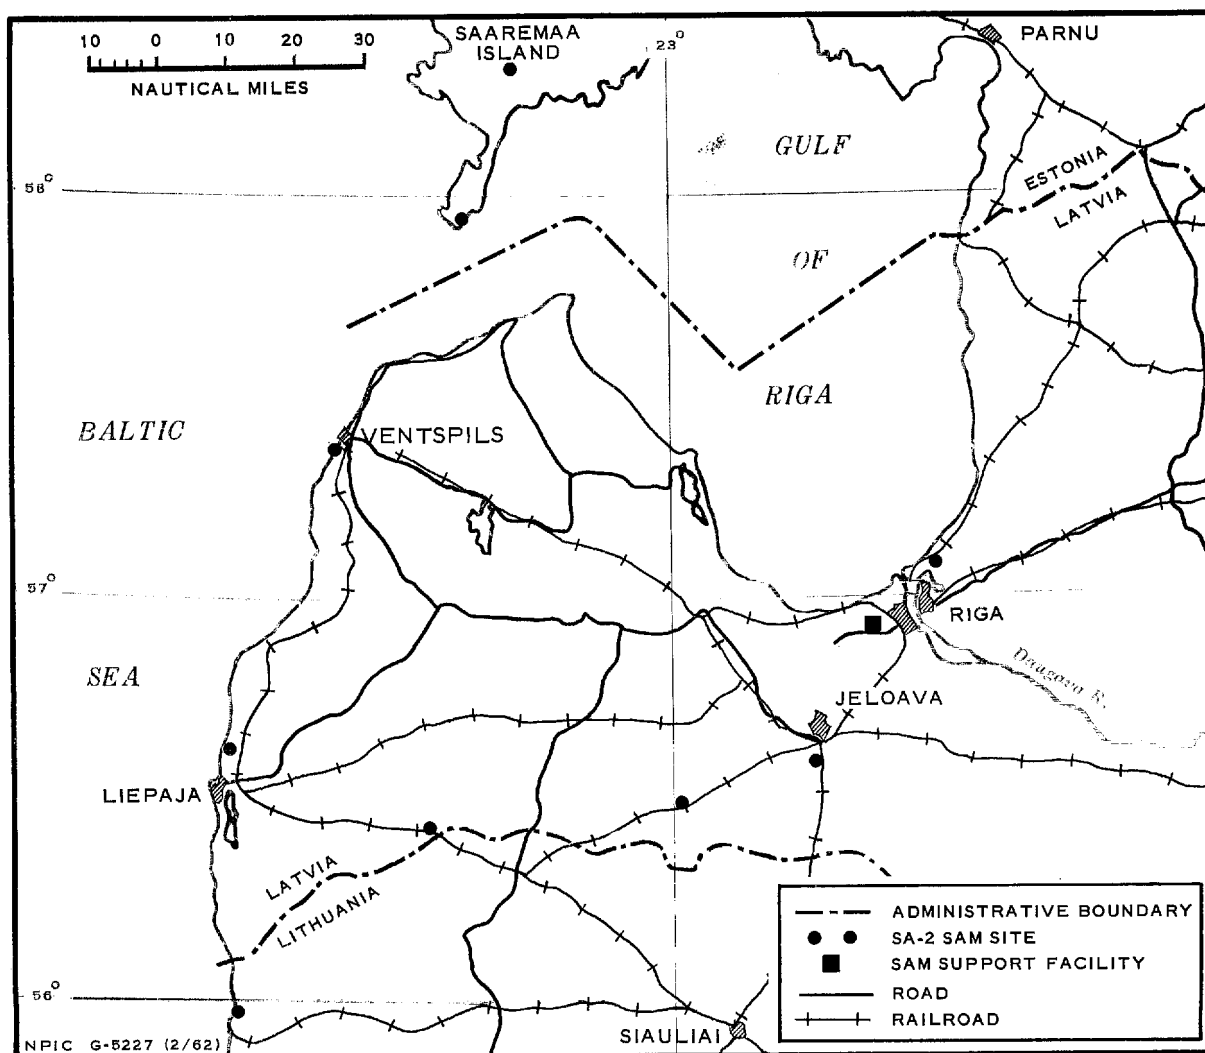 10 0 10 20 30
NAUTICAL MILES
SAAREMAA
ISLAND
23°
PARNU
GULF
ESTONIA
LATVIA
58°
OF
RIGA
BALTIC
VENTSPILS
57°
RIGA
SEA
Daugava R.
JELOAVA
LIEPAJA
LATVIA
LITHUANIA
ADMINISTRATIVE BOUNDARY
SA-2 SAM SITE
SAM SUPPORT FACILITY
ROAD
RAILROAD
56°
SIAULIAI
NPIC G-5227 (2/62)